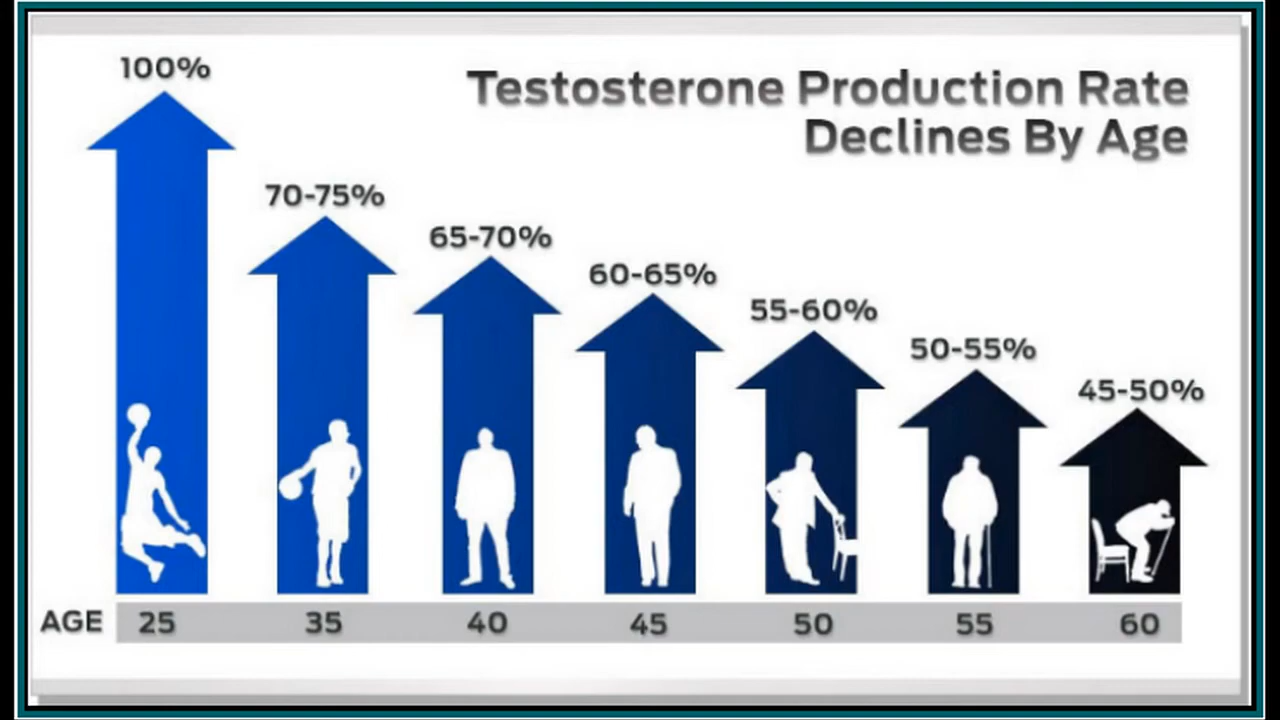 Testosterone Production Rate
Declines By Age
100%
70-75%
65-70%
60-65%
55-60%
50-55%
45-50%
AGE 25 35 40 45 50 55 60